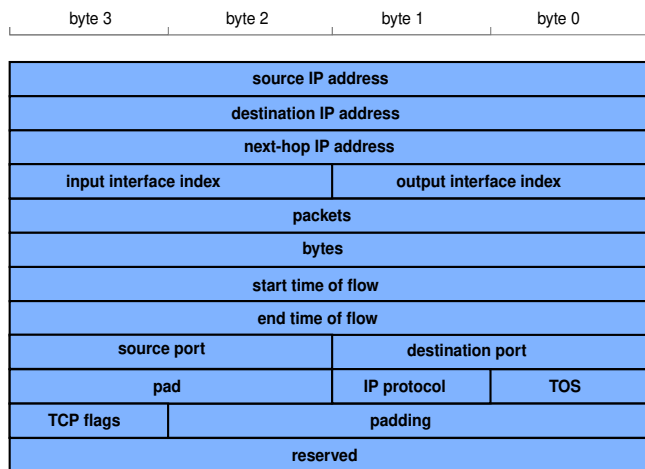 byte 3 byte 2 byte 1 byte 0
source IP address
destination IP address
next-hop IP address
input interface index output interface index
packets
bytes
start time of flow
end time of flow
source port destination port
pad IP protocol TOS
TCP flags padding
reserved